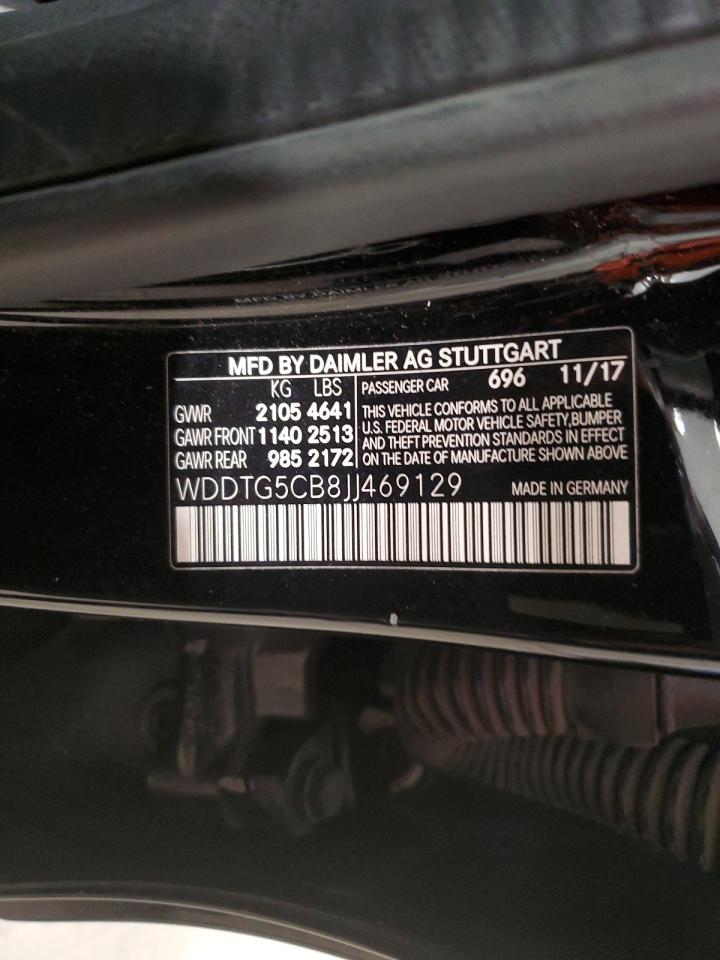 MFD BY DAIMLER AG STUTTGART
KG LBS PASSENGER CAR 696 11/17
GVWR 2105 4641
GAWR FRONT 1140 2513
GAWR REAR 985 2172
THIS VEHICLE CONFORMS TO ALL APPLICABLE
U.S. FEDERAL MOTOR VEHICLE SAFETY,BUMPER
AND THEFT PREVENTION STANDARDS IN EFFECT
ON THE DATE OF MANUFACTURE SHOWN ABOVE
WDDTG5CB8JJ469129 MADE IN GERMANY